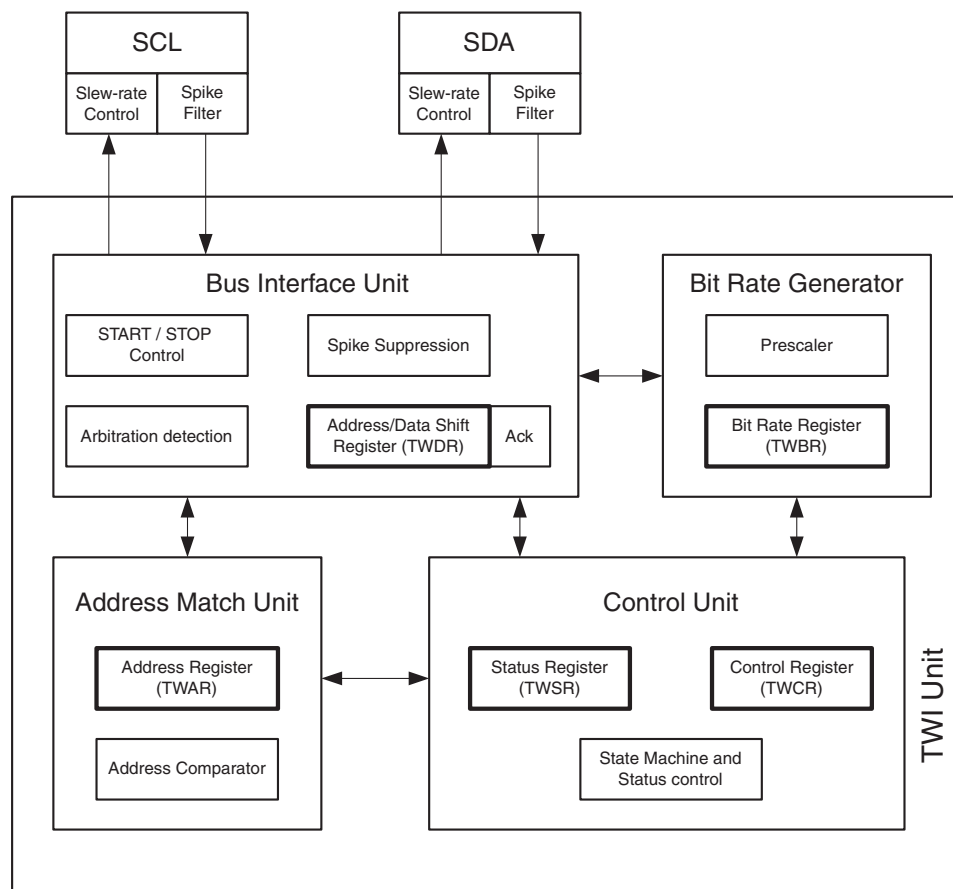 SCL
SDA
Slew-rate
Control
Spike
Filter
Slew-rate
Control
Spike
Filter
Bus Interface Unit
Bit Rate Generator
START / STOP
Control
Spike Suppression
Prescaler
Arbitration detection
Address/Data Shift
Register (TWDR)
Ack
Bit Rate Register
(TWBR)
Address Match Unit
Control Unit
Address Register
(TWAR)
Status Register
(TWSR)
Control Register
(TWCR)
Address Comparator
State Machine and
Status control
TWI Unit